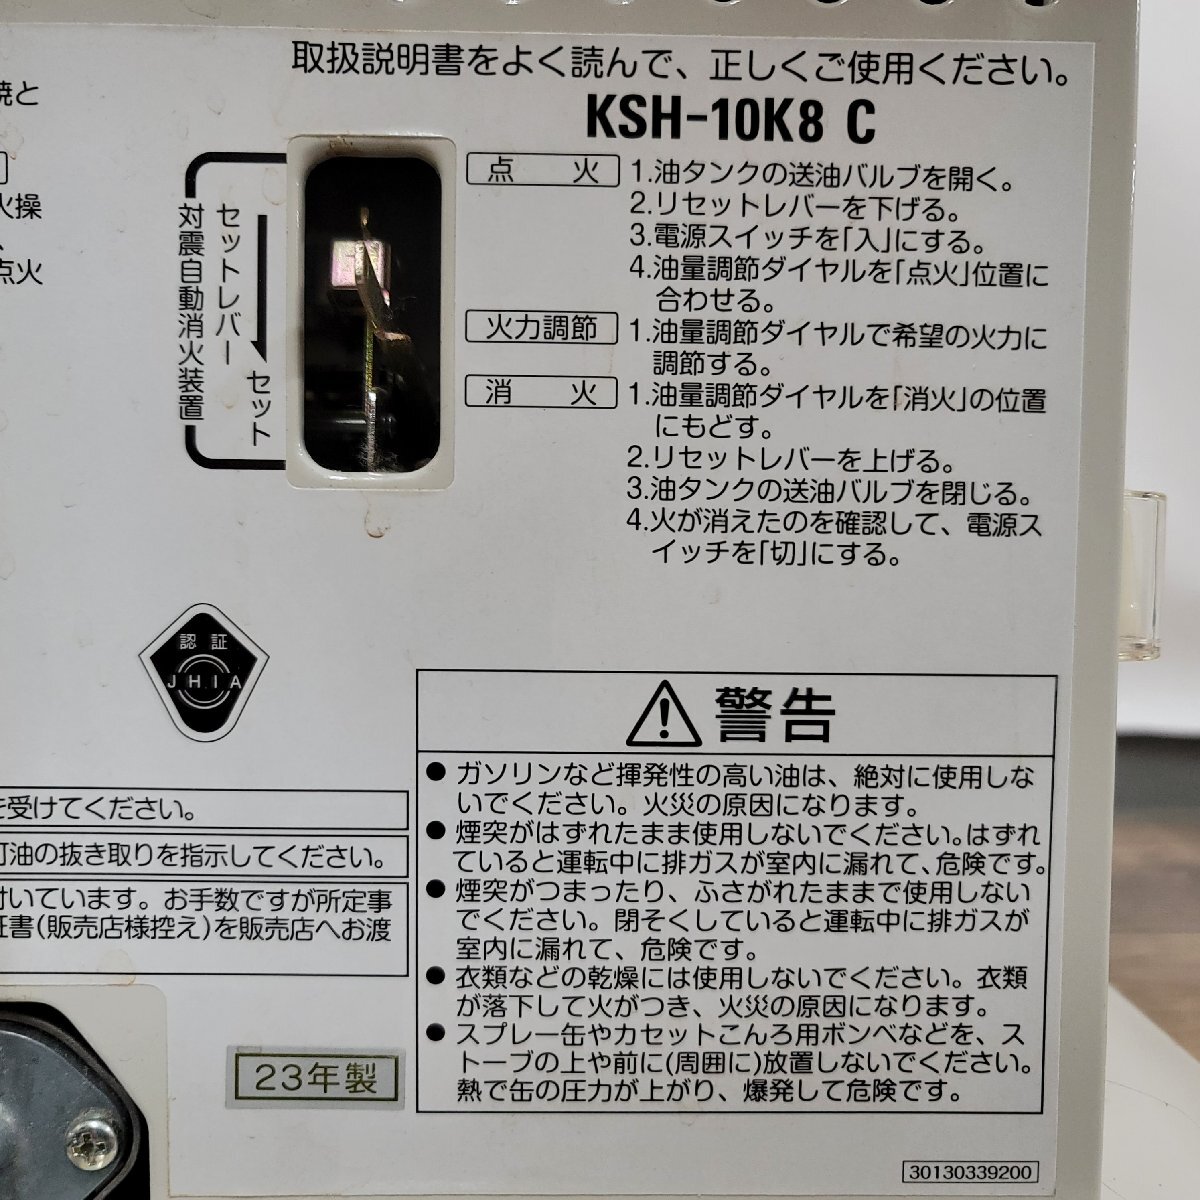 取扱説明書をよく読んで、正しくご使用ください。
KSH-10K8 C
焼と
火操
点火
対震自動消火装置
セットレバー
セット
点　火
1.油タンクの送油バルブを開く。
2.リセットレバーを下げる。
3.電源スイッチを「入」にする。
4.油量調節ダイヤルを「点火」位置に
合わせる。
火力調節
1.油量調節ダイヤルで希望の火力に
調節する。
消　火
1.油量調節ダイヤルを「消火」の位置
にもどす。
2.リセットレバーを上げる。
3.油タンクの送油バルブを閉じる。
4.火が消えたのを確認して、電源ス
イッチを「切」にする。
認証
JHIA
を受けてください。
灯油の抜き取りを指示してください。
付いています。お手数ですが所定事
証書(販売店様控え)を販売店へお渡
23年製
警告
● ガソリンなど揮発性の高い油は、絶対に使用しな
いでください。火災の原因になります。
● 煙突がはずれたまま使用しないでください。はずれ
ていると運転中に排ガスが室内に漏れて、危険です。
● 煙突がつまったり、ふさがれたままで使用しない
でください。閉そくしていると運転中に排ガスが
室内に漏れて、危険です。
● 衣類などの乾燥には使用しないでください。衣類
が落下して火がつき、火災の原因になります。
● スプレー缶やカセットこんろ用ボンベなどを、ス
トーブの上や前に(周囲に)放置しないでください。
熱で缶の圧力が上がり、爆発して危険です。
30130339200